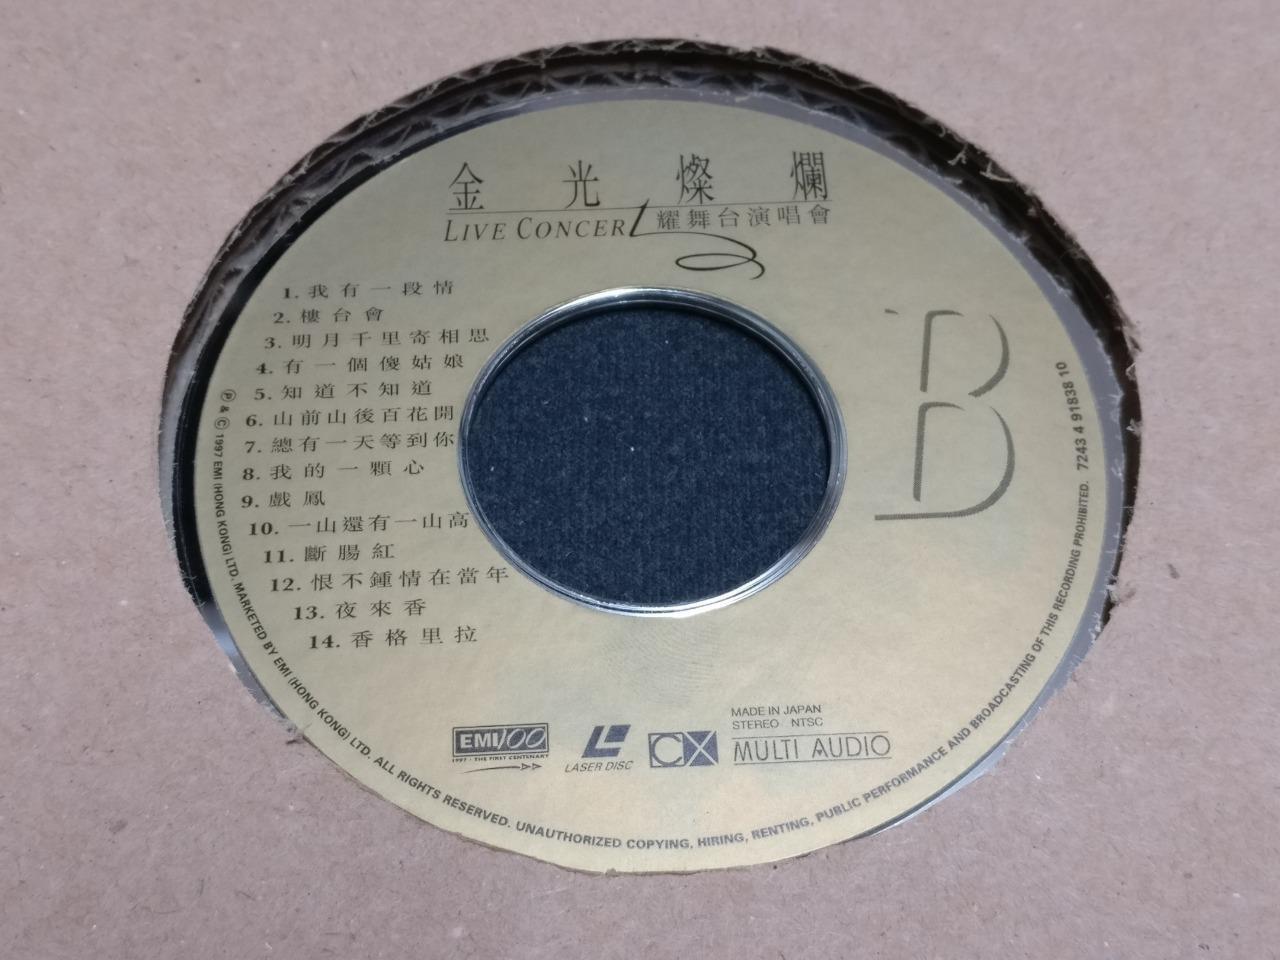 金光燦爛
LIVE CONCERT 耀舞台演唱會
1. 我有一段情
2. 樓台會
3. 明月千里寄相思
4. 有一個傻姑娘
5. 知道不知道
6. 山前山後百花開
7. 總有一天等到你
8. 我的一顆心
9. 戲鳳
10. 一山還有一山高
11. 斷腸紅
12. 恨不鍾情在當年
13. 夜來香
14. 香格里拉
B
EMI100
1997 · THE FIRST CENTENARY
LASER DISC
CX
MADE IN JAPAN
STEREO NTSC
MULTI AUDIO
Ⓟ & © 1997 EMI (HONG KONG) LTD. MARKETED BY EMI (HONG KONG) LTD. ALL RIGHTS RESERVED. UNAUTHORIZED COPYING, HIRING, RENTING, PUBLIC PERFORMANCE AND BROADCASTING OF THIS RECORDING PROHIBITED. 7243 4 91838 10